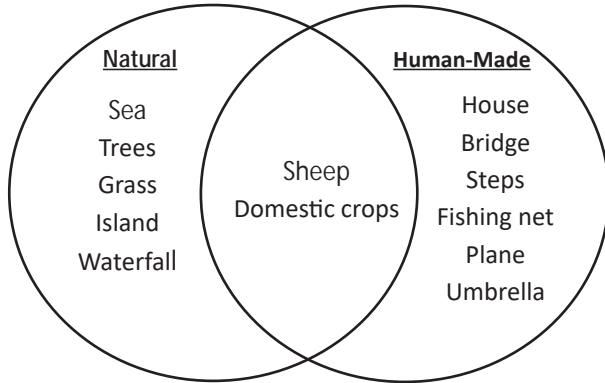 Natural
Sea
Trees
Grass
Island
Waterfall
Sheep
Domestic crops
Human-Made
House
Bridge
Steps
Fishing net
Plane
Umbrella